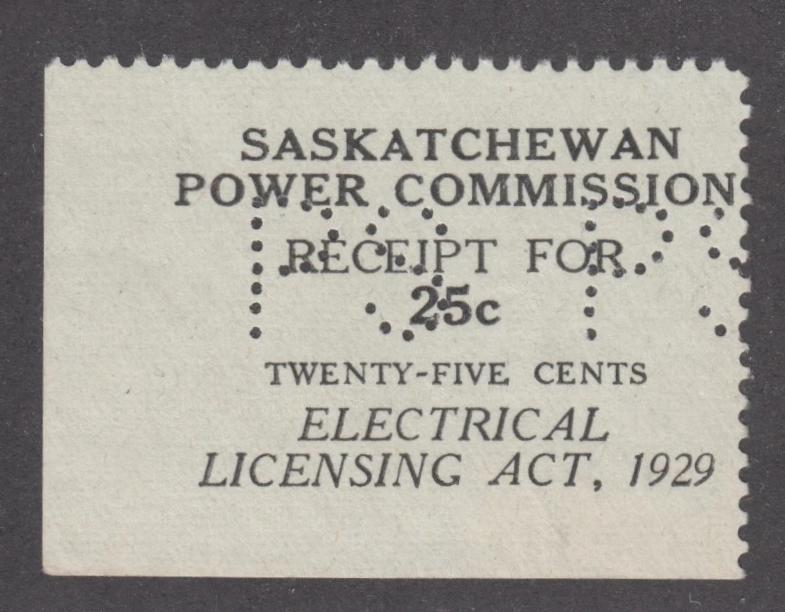 SASKATCHEWAN
POWER COMMISSION
RECEIPT FOR
25c
TWENTY-FIVE CENTS
ELECTRICAL
LICENSING ACT, 1929